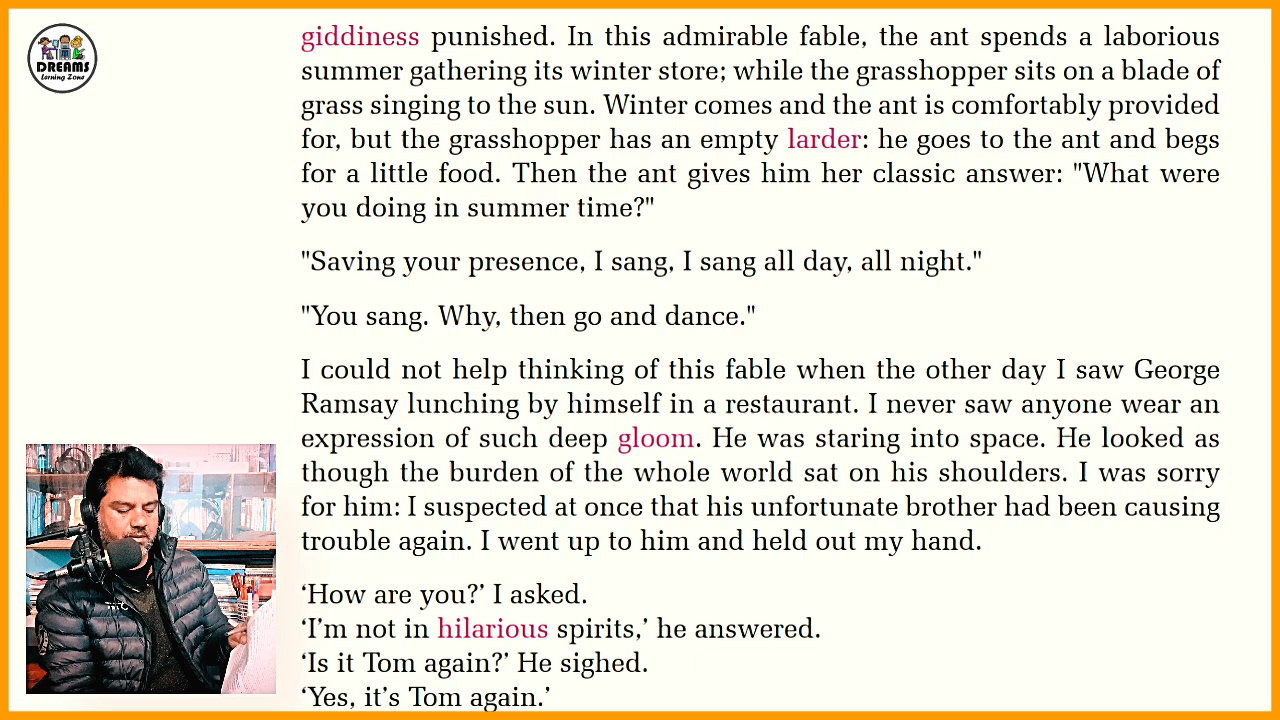 DREAMS
Lerning Zone
giddiness punished. In this admirable fable, the ant spends a laborious
summer gathering its winter store; while the grasshopper sits on a blade of
grass singing to the sun. Winter comes and the ant is comfortably provided
for, but the grasshopper has an empty larder: he goes to the ant and begs
for a little food. Then the ant gives him her classic answer: "What were
you doing in summer time?"
"Saving your presence, I sang, I sang all day, all night."
"You sang. Why, then go and dance."
I could not help thinking of this fable when the other day I saw George
Ramsay lunching by himself in a restaurant. I never saw anyone wear an
expression of such deep gloom. He was staring into space. He looked as
though the burden of the whole world sat on his shoulders. I was sorry
for him: I suspected at once that his unfortunate brother had been causing
trouble again. I went up to him and held out my hand.
‘How are you?’ I asked.
‘I’m not in hilarious spirits,’ he answered.
‘Is it Tom again?’ He sighed.
‘Yes, it’s Tom again.’